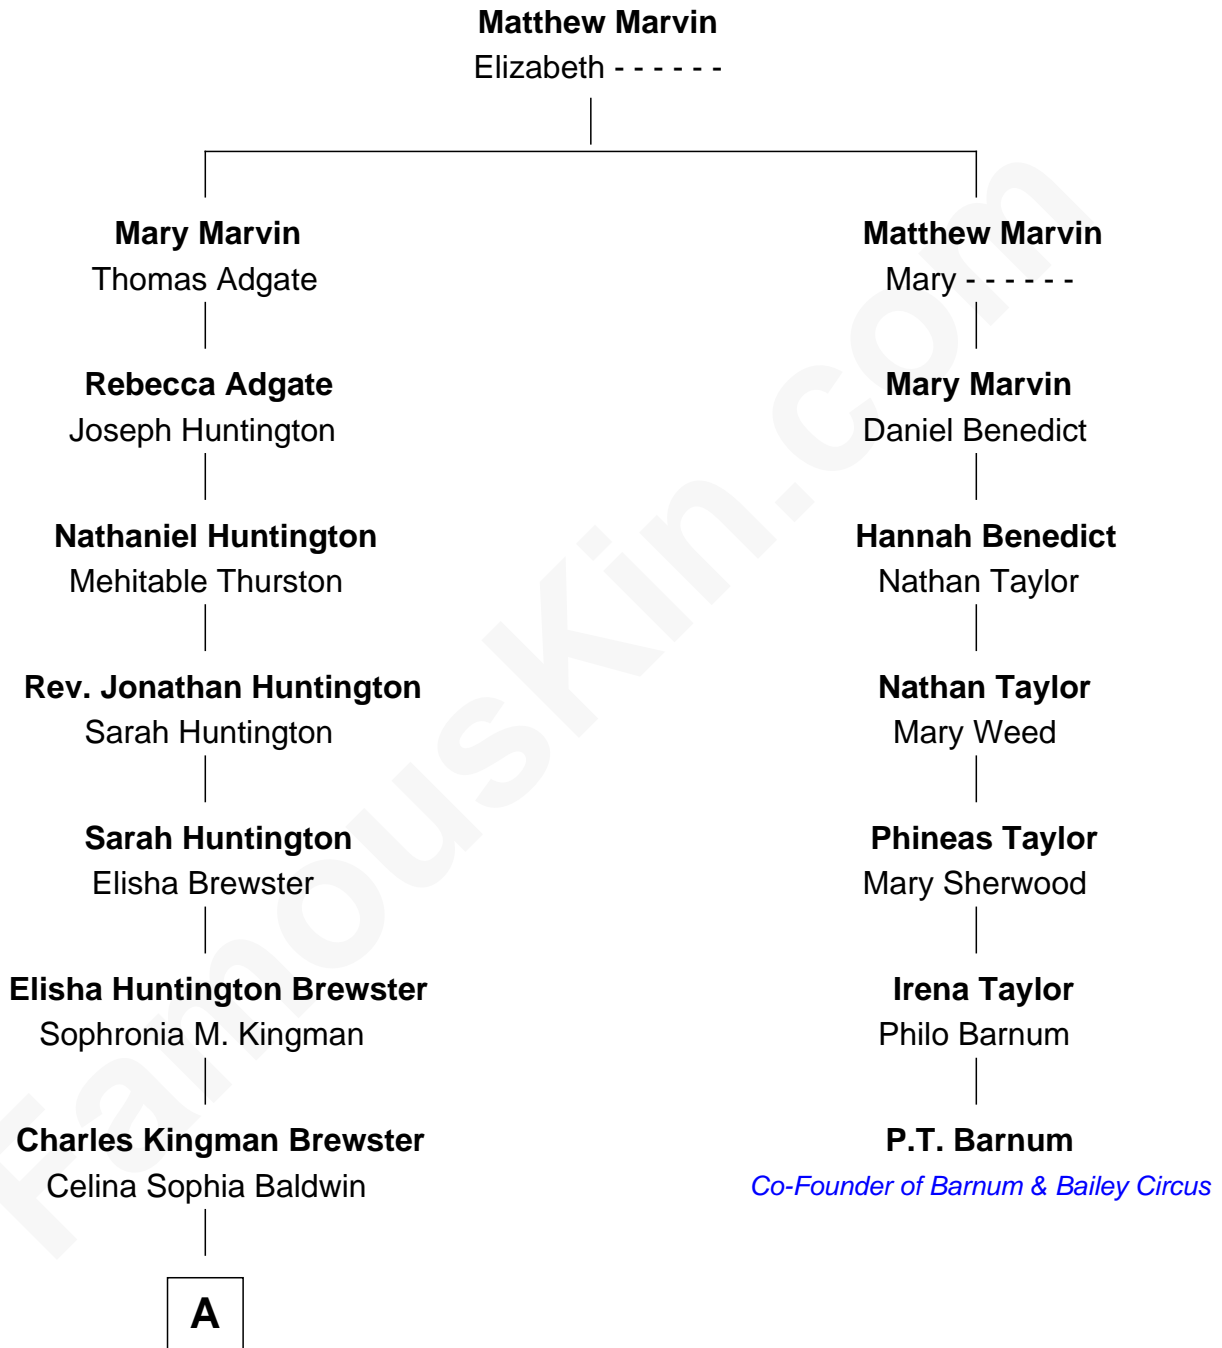 Matthew Marvin
Elizabeth - - - - - -
Mary Marvin
Thomas Adgate
Rebecca Adgate
Joseph Huntington
Nathaniel Huntington
Mehitable Thurston
Rev. Jonathan Huntington
Sarah Huntington
Sarah Huntington
Elisha Brewster
Elisha Huntington Brewster
Sophronia M. Kingman
Charles Kingman Brewster
Celina Sophia Baldwin
A
Matthew Marvin
Mary - - - - - -
Mary Marvin
Daniel Benedict
Hannah Benedict
Nathan Taylor
Nathan Taylor
Mary Weed
Phineas Taylor
Mary Sherwood
Irena Taylor
Philo Barnum
P.T. Barnum
Co-Founder of Barnum & Bailey Circus
FamousKin.com